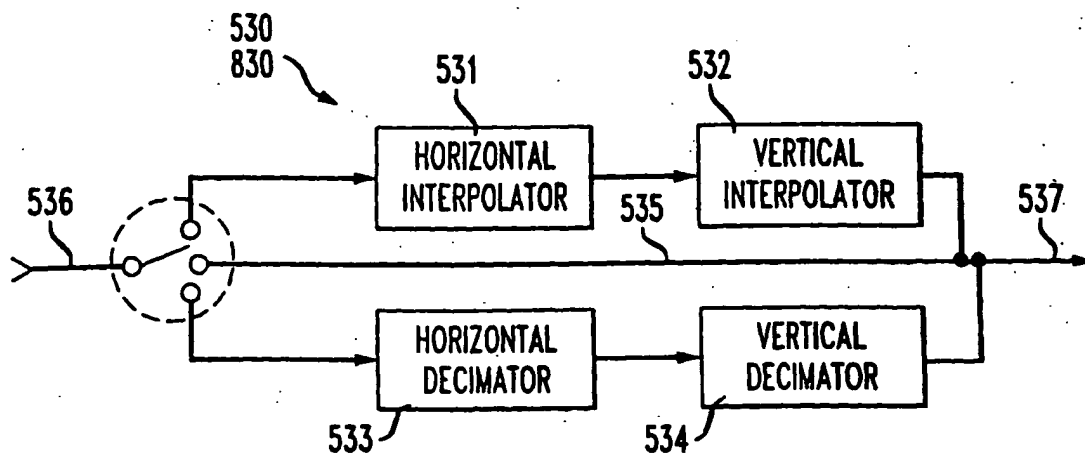 530
830
531
532
HORIZONTAL
INTERPOLATOR
VERTICAL
INTERPOLATOR
536
535
537
HORIZONTAL
DECIMATOR
VERTICAL
DECIMATOR
533
534